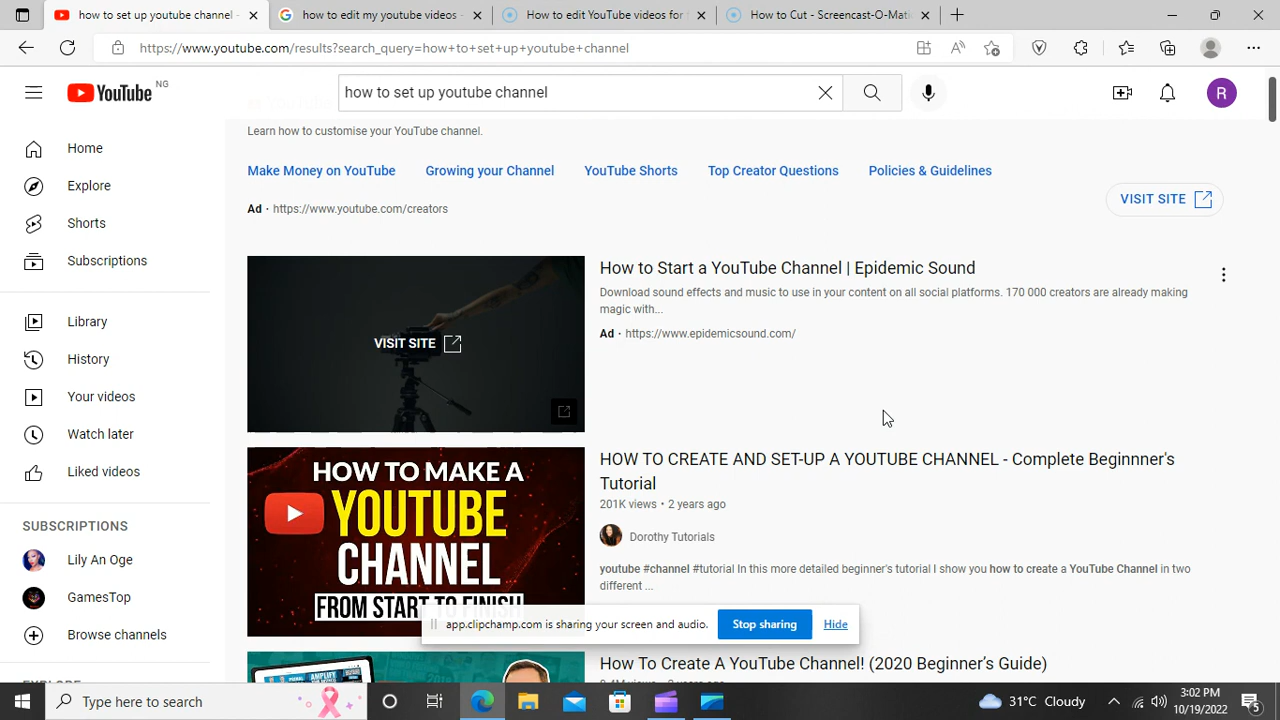 how to set up youtube channel -
how to edit my youtube videos -
How to edit YouTube videos for
How to Cut - Screencast-O-Mati
https://www.youtube.com/results?search_query=how+to+set+up+youtube+channel
YouTube NG
how to set up youtube channel
R
Learn how to customise your YouTube channel.
Make Money on YouTube
Growing your Channel
YouTube Shorts
Top Creator Questions
Policies & Guidelines
Ad · https://www.youtube.com/creators
VISIT SITE
Home
Explore
Shorts
Subscriptions
Library
History
Your videos
Watch later
Liked videos
SUBSCRIPTIONS
Lily An Oge
GamesTop
Browse channels
VISIT SITE
How to Start a YouTube Channel | Epidemic Sound
Download sound effects and music to use in your content on all social platforms. 170 000 creators are already making
magic with...
Ad · https://www.epidemicsound.com/
HOW TO MAKE A
YOUTUBE
CHANNEL
FROM START TO FINISH
HOW TO CREATE AND SET-UP A YOUTUBE CHANNEL - Complete Beginnner's
Tutorial
201K views • 2 years ago
Dorothy Tutorials
youtube #channel #tutorial In this more detailed beginner's tutorial I show you how to create a YouTube Channel in two
different ...
app.clipchamp.com is sharing your screen and audio.
Stop sharing
Hide
How To Create A YouTube Channel! (2020 Beginner's Guide)
Type here to search
31°C Cloudy
3:02 PM
10/19/2022
5